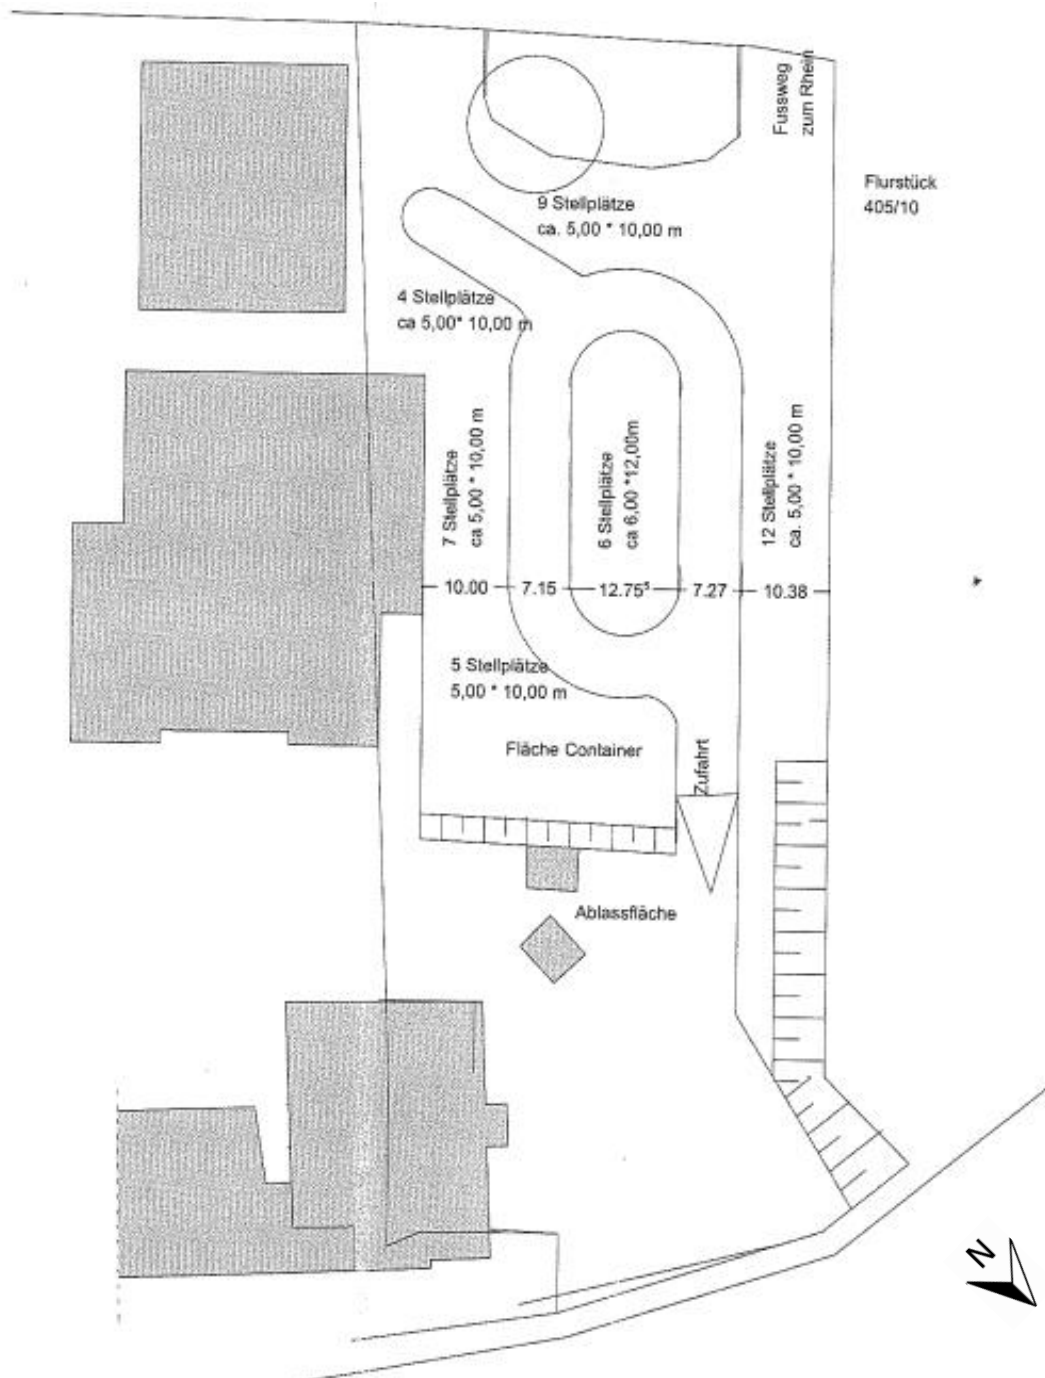 Fussweg
zum Rhein
Flurstück
405/10
9 Stellplätze
ca. 5,00 * 10,00 m
4 Stellplätze
ca 5,00* 10,00 m
7 Stellplätze
ca 5,00 * 10,00 m
6 Stellplätze
ca 6,00 *12,00m
12 Stellplätze
ca. 5,00 * 10,00 m
10.00 7.15 12.75⁵ 7.27 10.38
5 Stellplätze
5,00 * 10,00 m
Fläche Container
Zufahrt
Ablassfläche
N